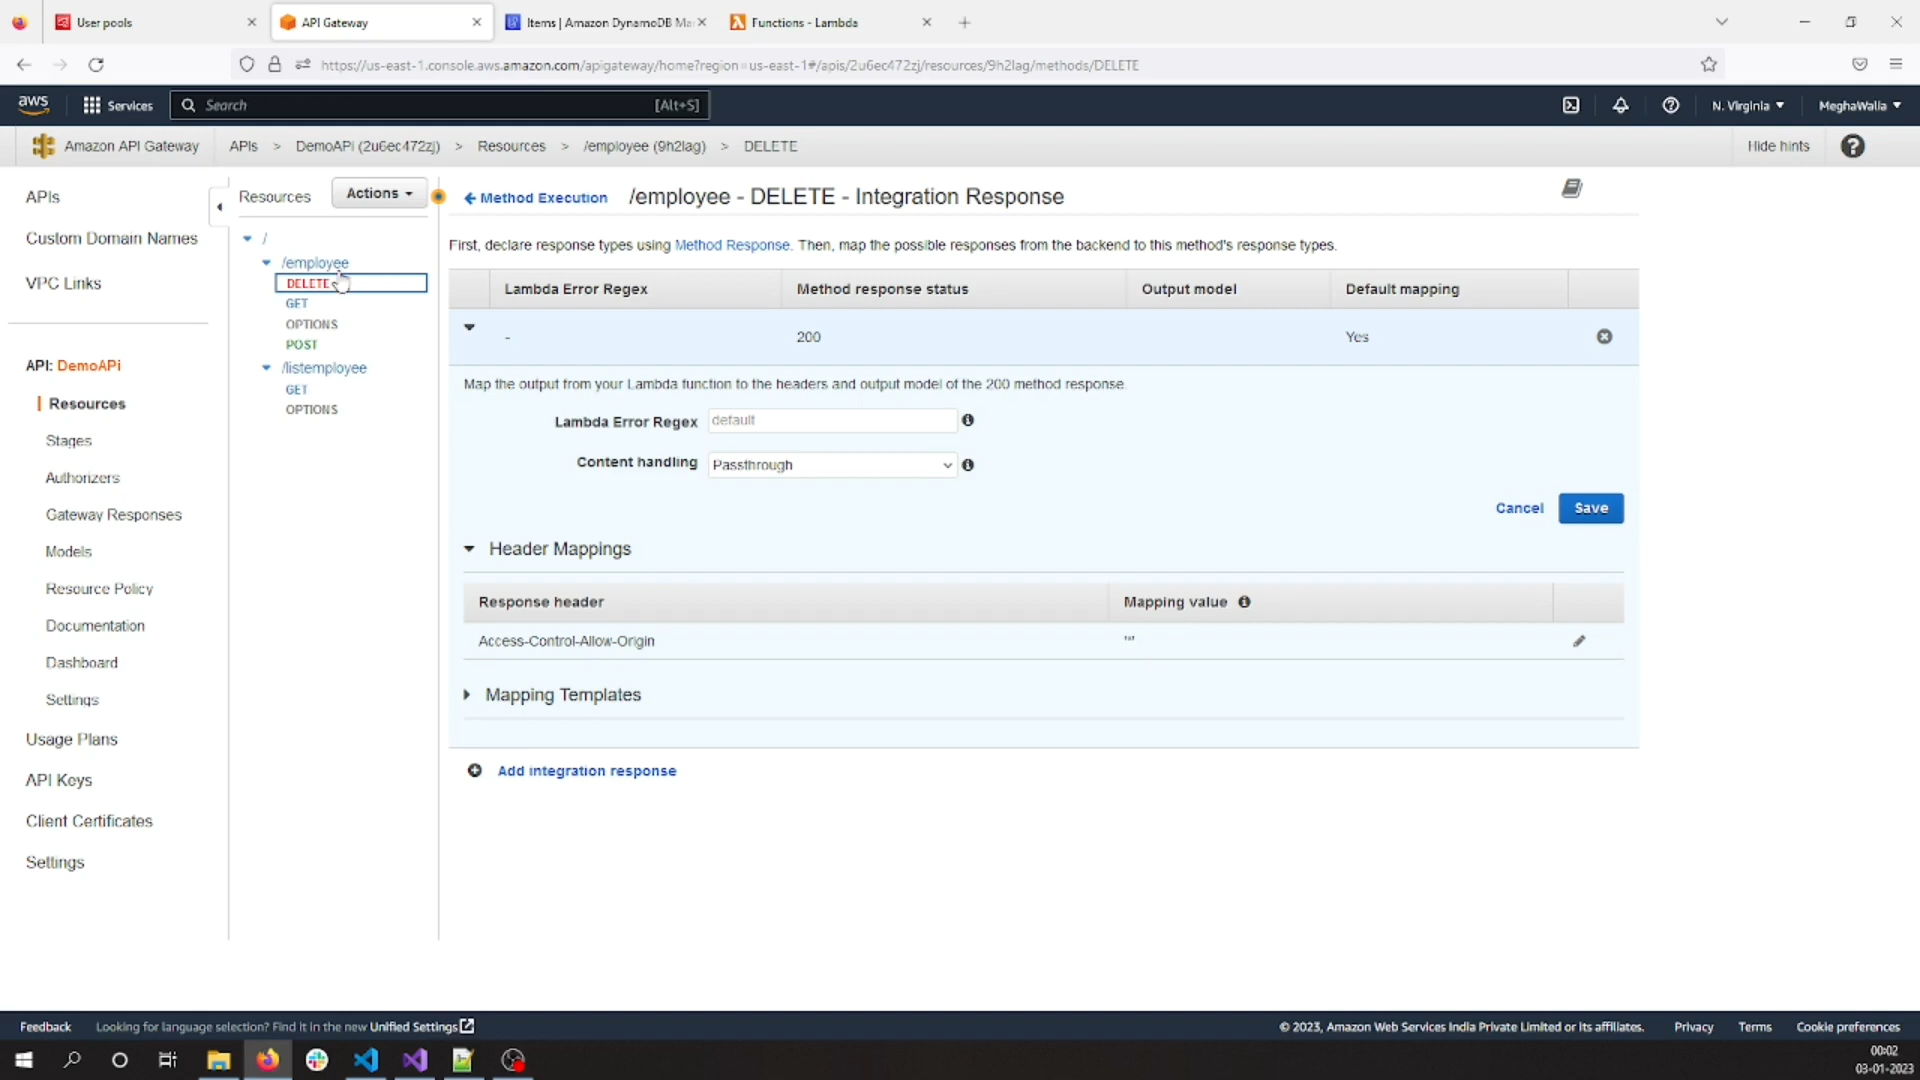 User pools
API Gateway
Items | Amazon DynamoDB Ma
Functions - Lambda
https://us-east-1.console.aws.amazon.com/apigateway/home?region=us-east-1#/apis/2u6ec472zj/resources/9h2lag/methods/DELETE
aws
Services
Search
[Alt+S]
N. Virginia
MeghaWalia
Amazon API Gateway
APIs > DemoAPi (2u6ec472zj) > Resources > /employee (9h2lag) > DELETE
Hide hints
?
APIs
Custom Domain Names
VPC Links
API: DemoAPi
Resources
Stages
Authorizers
Gateway Responses
Models
Resource Policy
Documentation
Dashboard
Settings
Usage Plans
API Keys
Client Certificates
Settings
Resources
Actions
/
/employee
DELETE
GET
OPTIONS
POST
/listemployee
GET
OPTIONS
Method Execution /employee - DELETE - Integration Response
First, declare response types using Method Response. Then, map the possible responses from the backend to this method's response types.
Lambda Error Regex Method response status Output model Default mapping
- 200 Yes
Map the output from your Lambda function to the headers and output model of the 200 method response.
Lambda Error Regex default
Content handling Passthrough
Cancel
Save
Header Mappings
Response header Mapping value
Access-Control-Allow-Origin '*'
Mapping Templates
Add integration response
Feedback
Looking for language selection? Find it in the new Unified Settings
© 2023, Amazon Web Services India Private Limited or its affiliates.
Privacy
Terms
Cookie preferences
00:02
03-01-2023